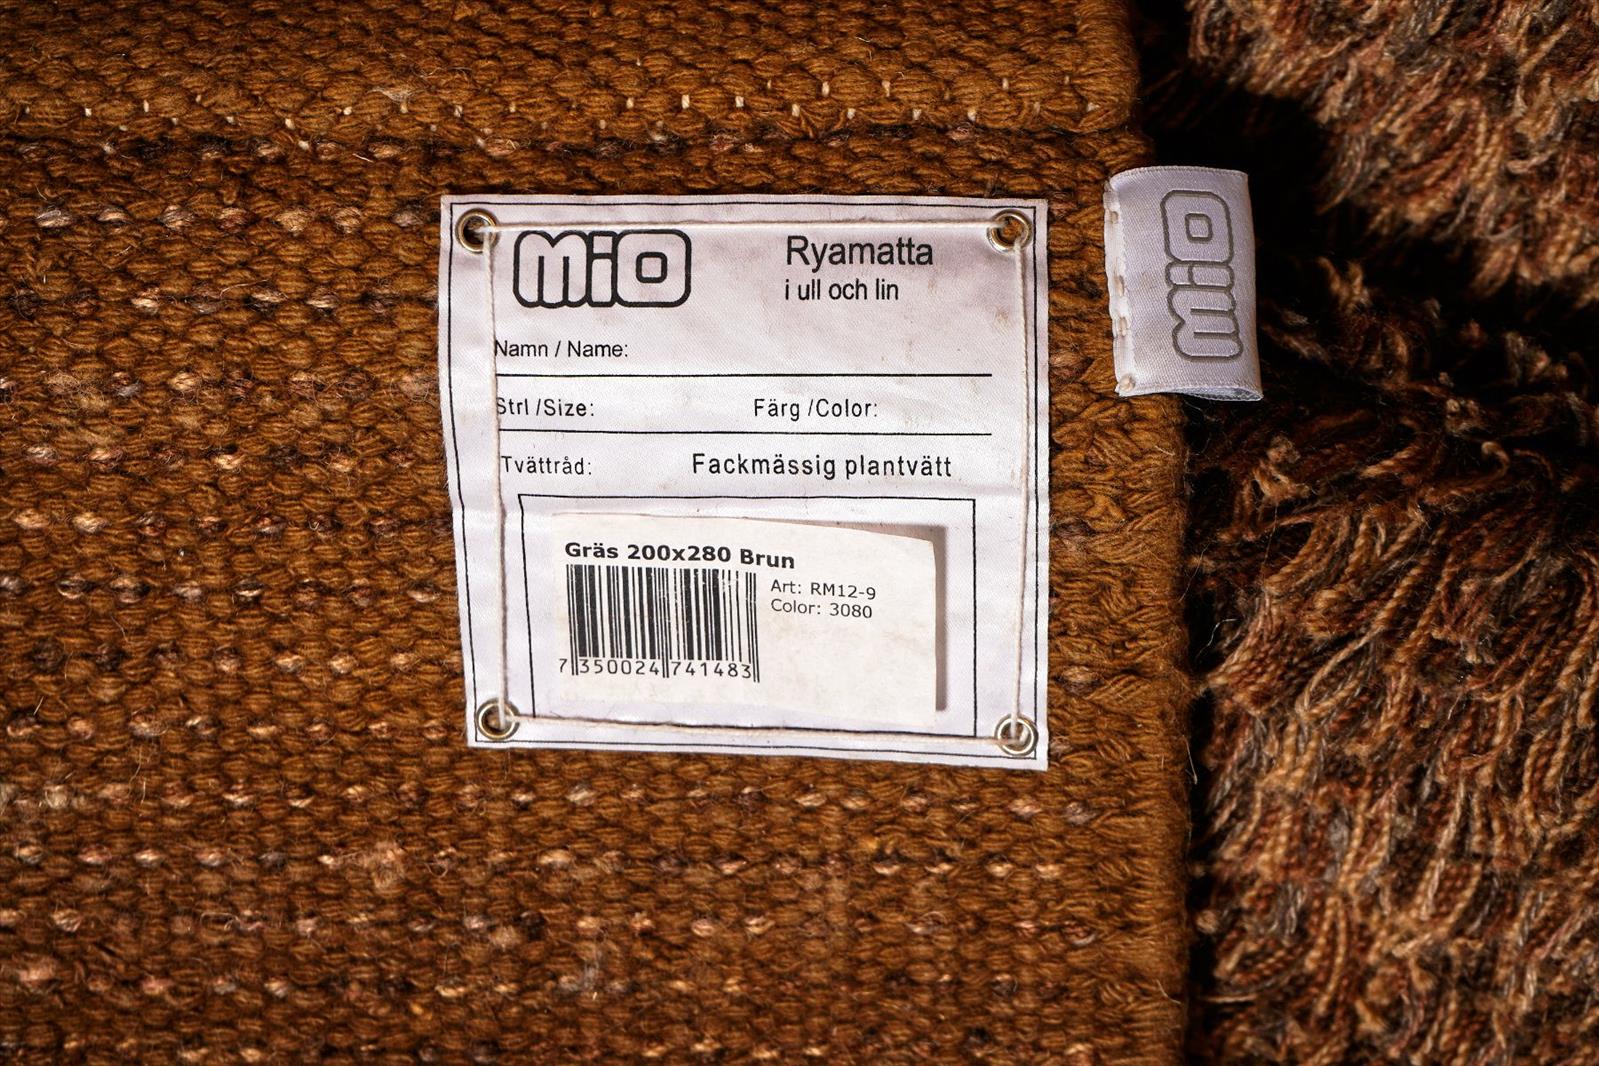 MiO
Ryamatta
i ull och lin
Namn / Name:
Strl /Size: Färg /Color:
Tvättråd: Fackmässig plantvätt
Gräs 200x280 Brun
Art: RM12-9
Color: 3080
7 350024 741483
MiO